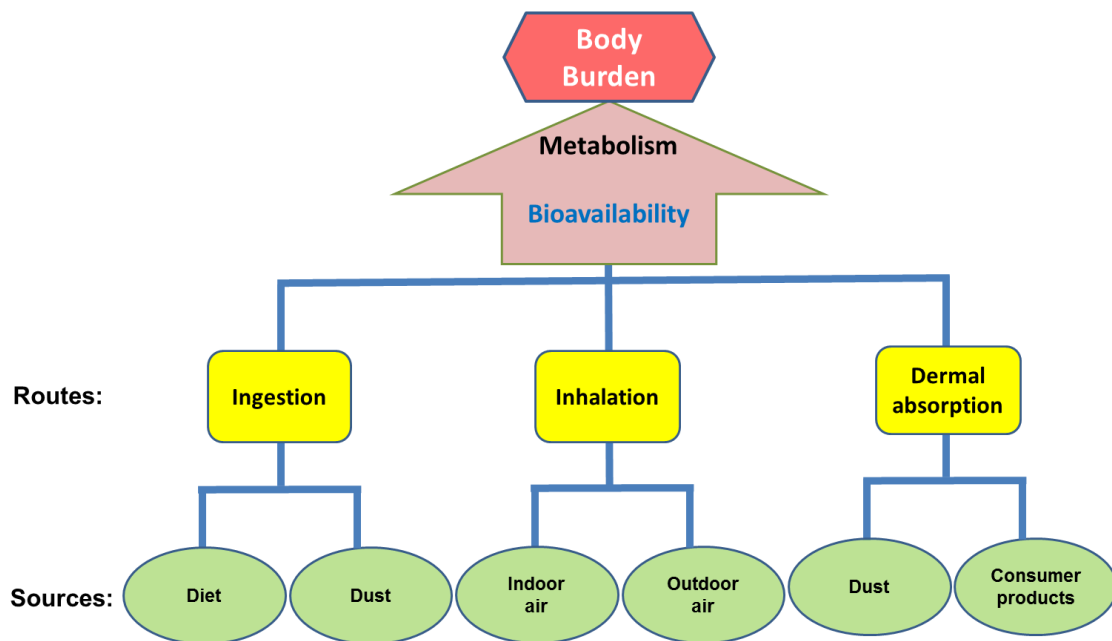 Body
Burden
Metabolism
Bioavailability
Routes:
Ingestion
Inhalation
Dermal
absorption
Sources:
Diet
Dust
Indoor
air
Outdoor
air
Dust
Consumer
products